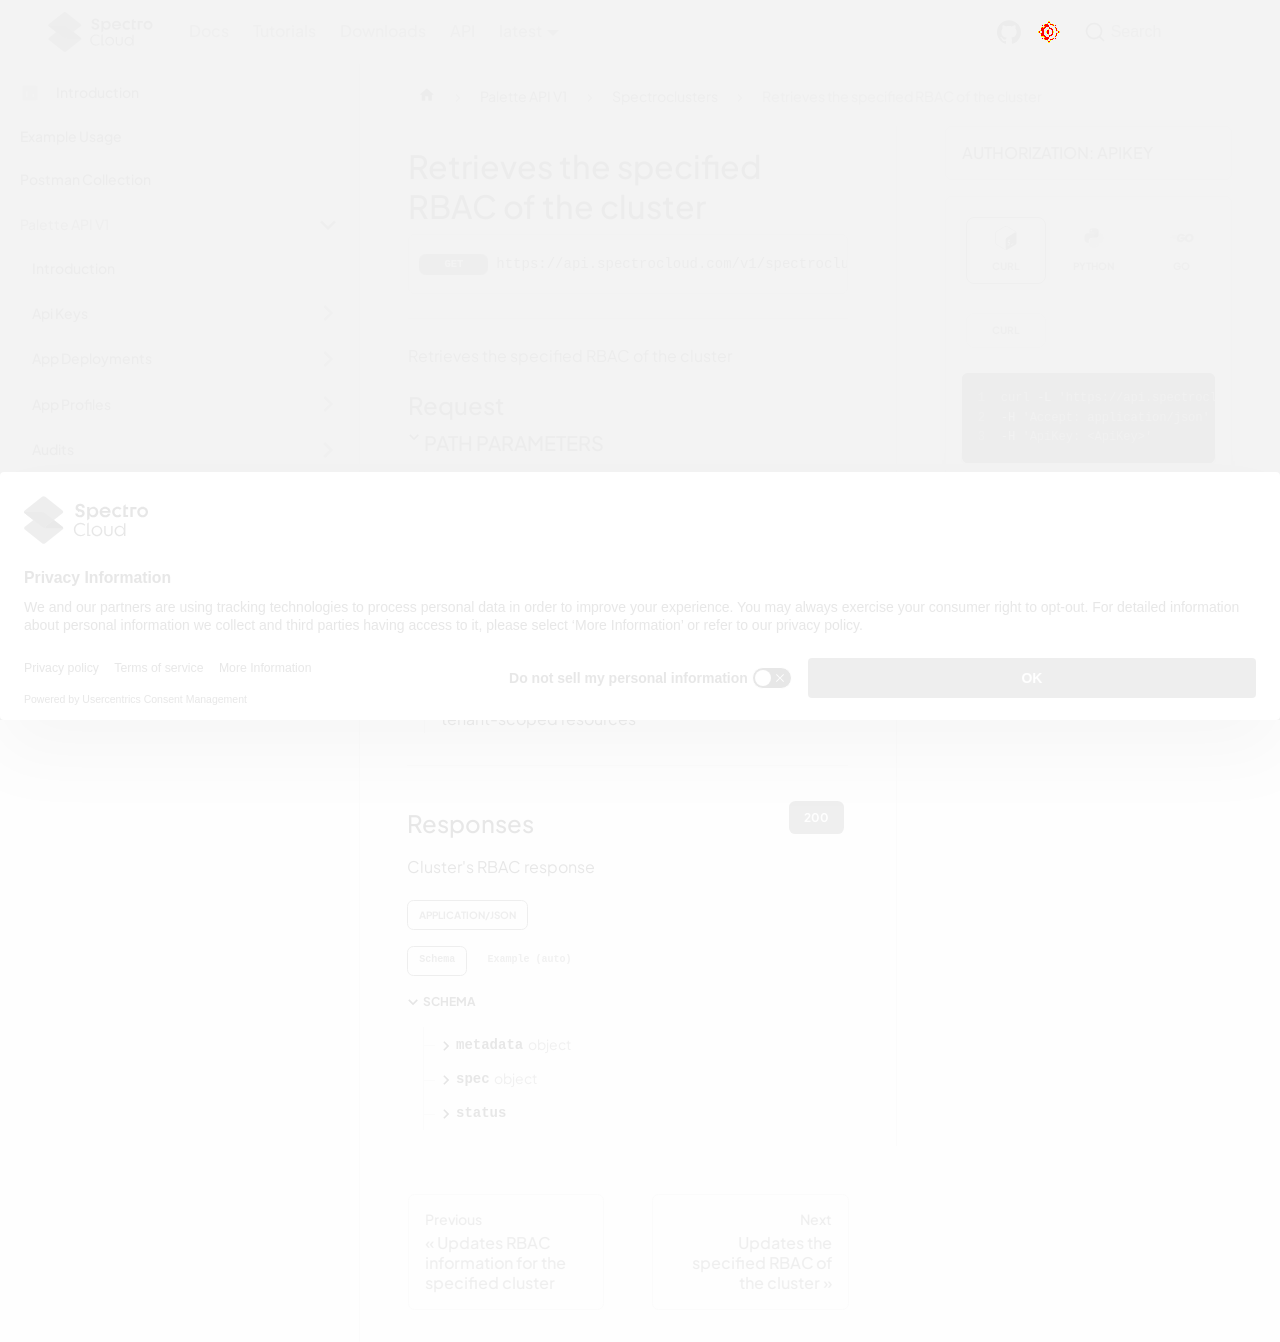 Spectro Cloud
Docs Tutorials Downloads API latest
Search
Introduction
Example Usage
Postman Collection
Palette API V1
Introduction
Api Keys
App Deployments
App Profiles
Audits
Palette API V1
Spectroclusters
Retrieves the specified RBAC of the cluster
Retrieves the specified
RBAC of the cluster
GET https://api.spectrocloud.com/v1/spectroclu
Retrieves the specified RBAC of the cluster
Request
PATH PARAMETERS
AUTHORIZATION: APIKEY
CURL PYTHON GO
CURL
Spectro
Cloud
Privacy Information
We and our partners are using tracking technologies to process personal data in order to improve your experience. You may always exercise your consumer right to opt-out. For detailed information
about personal information we collect and third parties having access to it, please select ‘More Information’ or refer to our privacy policy.
Privacy policy Terms of service More Information
Do not sell my personal information
OK
Powered by Usercentrics Consent Management
tenant-scoped resources
Responses
200
Cluster's RBAC response
APPLICATION/JSON
Schema Example (auto)
SCHEMA
metadata object
spec object
status
Previous
« Updates RBAC
information for the
specified cluster
Next
Updates the
specified RBAC of
the cluster »